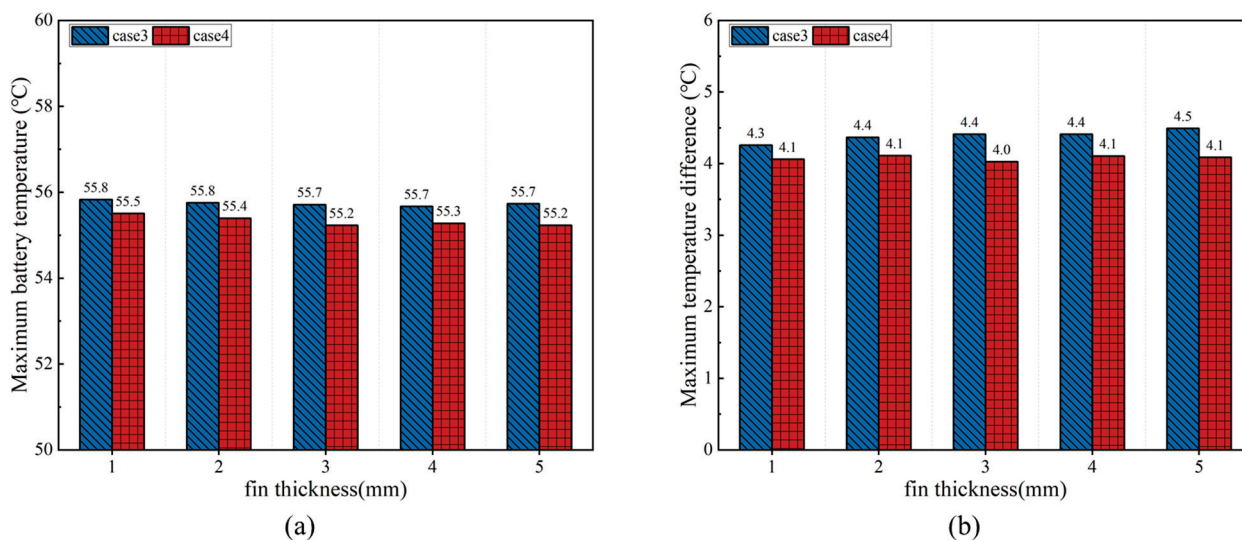 Maximum battery temperature (℃)
60
58
56
54
52
50
case3 case4
55.8 55.5 55.8 55.4 55.7 55.2 55.7 55.3 55.7 55.2
1 2 3 4 5
fin thickness(mm)
(a)
Maximum temperature difference (℃)
6
5
4
3
2
1
0
case3 case4
4.3 4.1 4.4 4.1 4.4 4.0 4.4 4.1 4.5 4.1
1 2 3 4 5
fin thickness(mm)
(b)